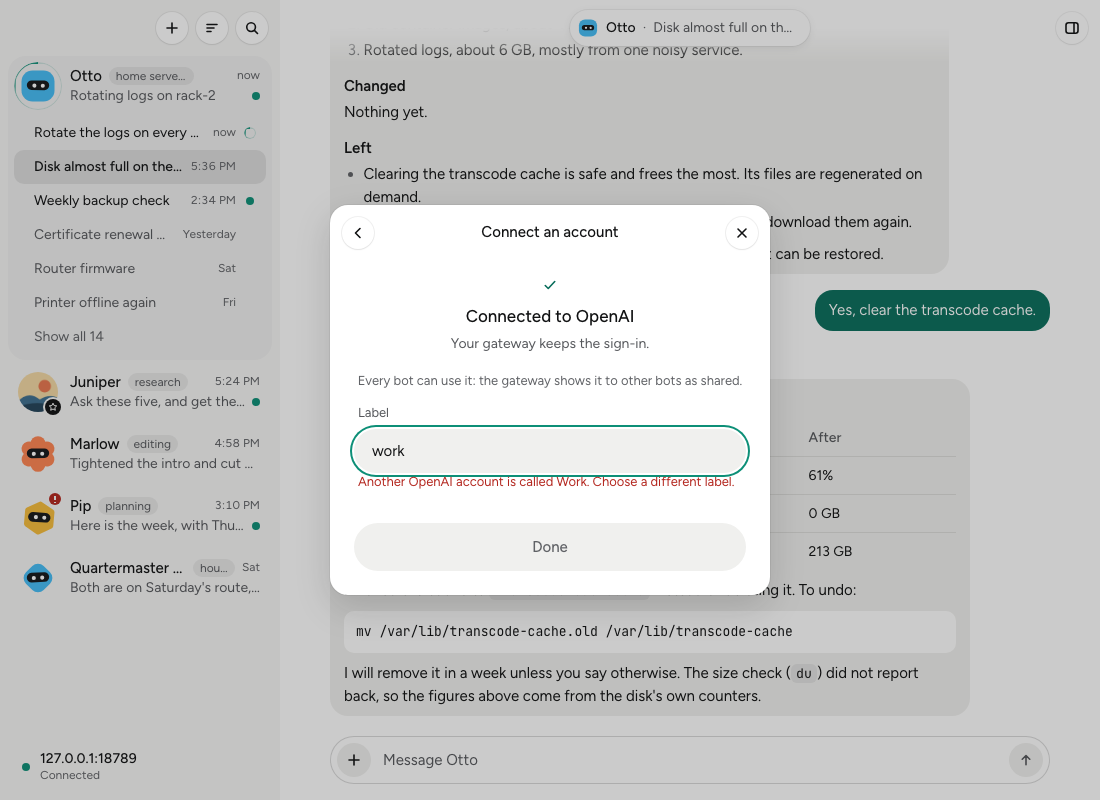 Otto · Disk almost full on th...
Otto home serve... now
Rotating logs on rack-2
Rotate the logs on every ... now
Disk almost full on the... 5:36 PM
Weekly backup check 2:34 PM
Certificate renewal ... Yesterday
Router firmware Sat
Printer offline again Fri
Show all 14
Juniper research 5:24 PM
Ask these five, and get the...
Marlow editing 4:58 PM
Tightened the intro and cut ...
Pip planning 3:10 PM
Here is the week, with Thu...
Quartermaster ... hou... Sat
Both are on Saturday's route,...
127.0.0.1:18789
Connected
3. Rotated logs, about 6 GB, mostly from one noisy service.
Changed
Nothing yet.
Left
• Clearing the transcode cache is safe and frees the most. Its files are regenerated on
demand.
download them again.
can be restored.
Yes, clear the transcode cache.
Connect an account
Connected to OpenAI
Your gateway keeps the sign-in.
Every bot can use it: the gateway shows it to other bots as shared.
Label
work
Another OpenAI account is called Work. Choose a different label.
Done
After
61%
0 GB
213 GB
it. To undo:
mv /var/lib/transcode-cache.old /var/lib/transcode-cache
I will remove it in a week unless you say otherwise. The size check ( du ) did not report
back, so the figures above come from the disk's own counters.
Message Otto